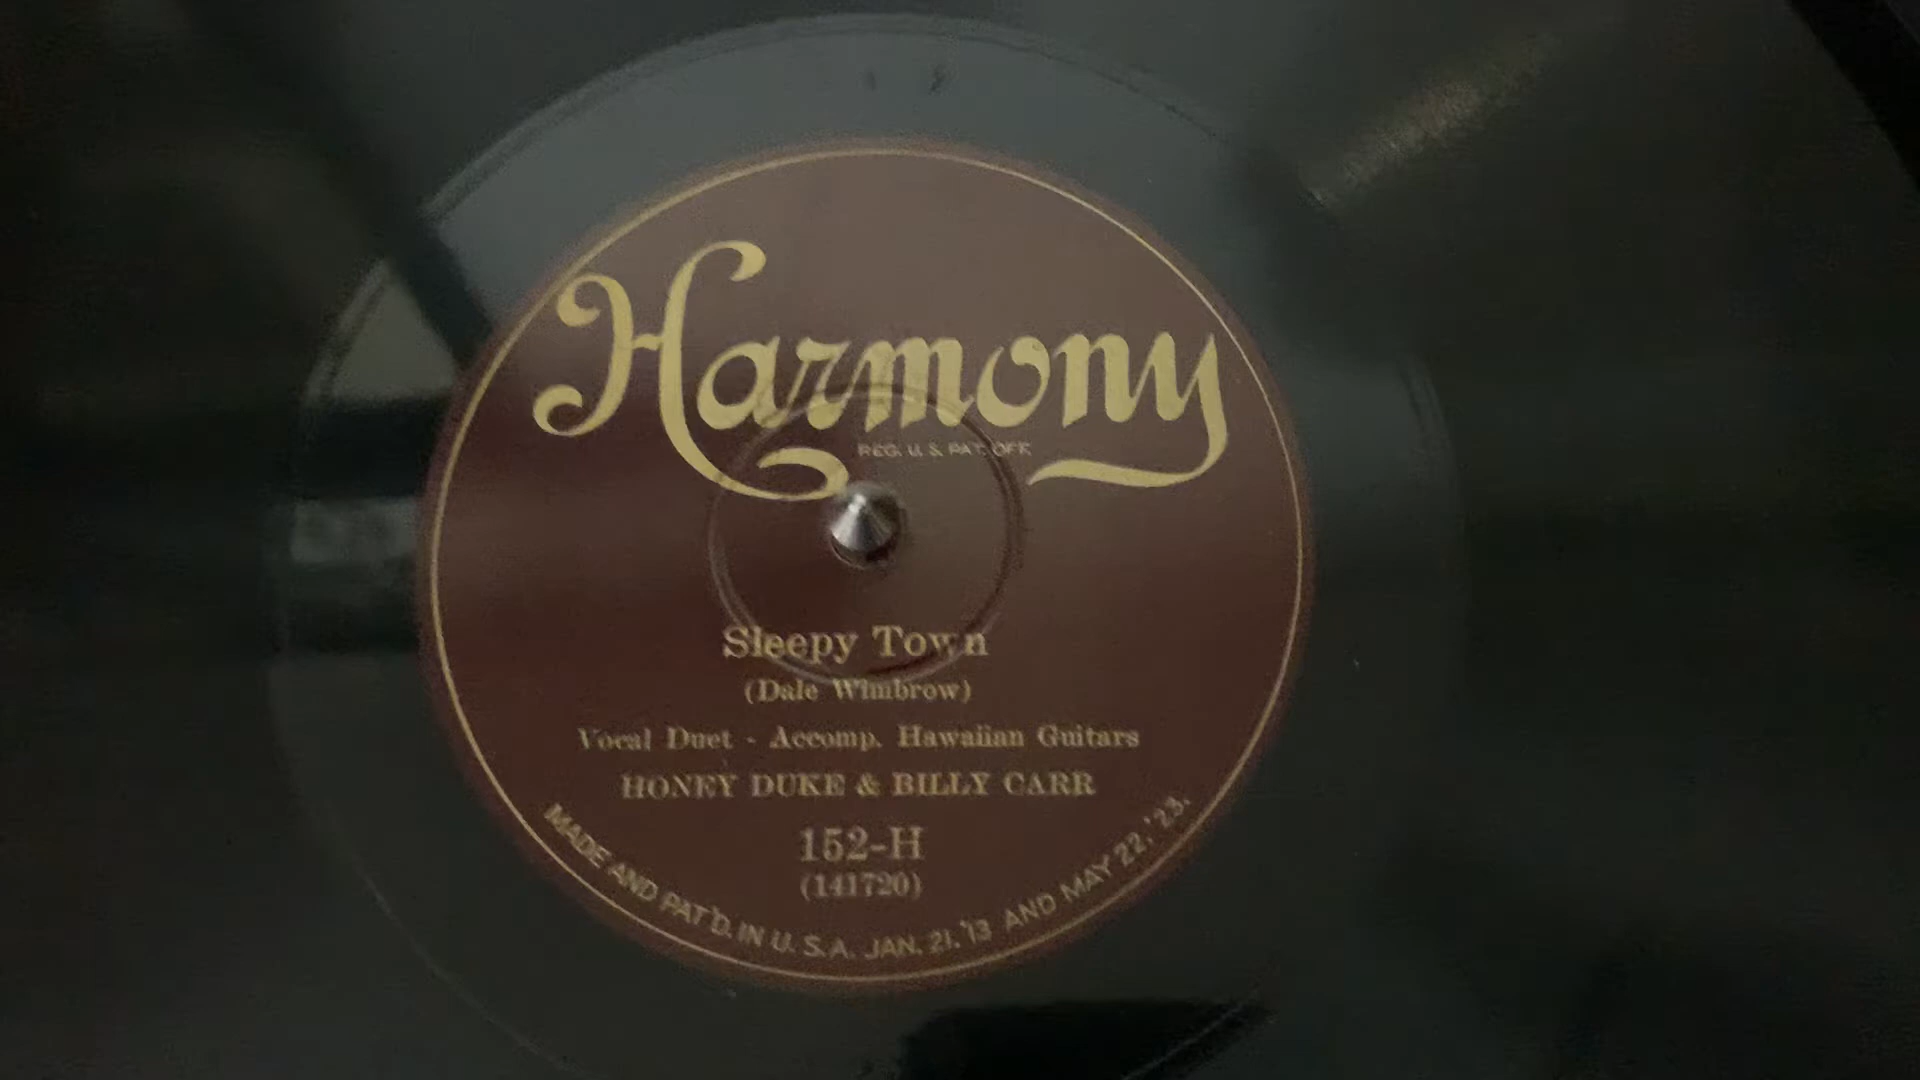 Harmony
REG. U. S. PAT. OFF.
Sleepy Town
(Dale Wimbrow)
Vocal Duet - Accomp. Hawaiian Guitars
HONEY DUKE & BILLY CARR
152-H
(141720)
MADE AND PAT'D. IN U. S. A. JAN. 21. '13 AND MAY 22, '23.